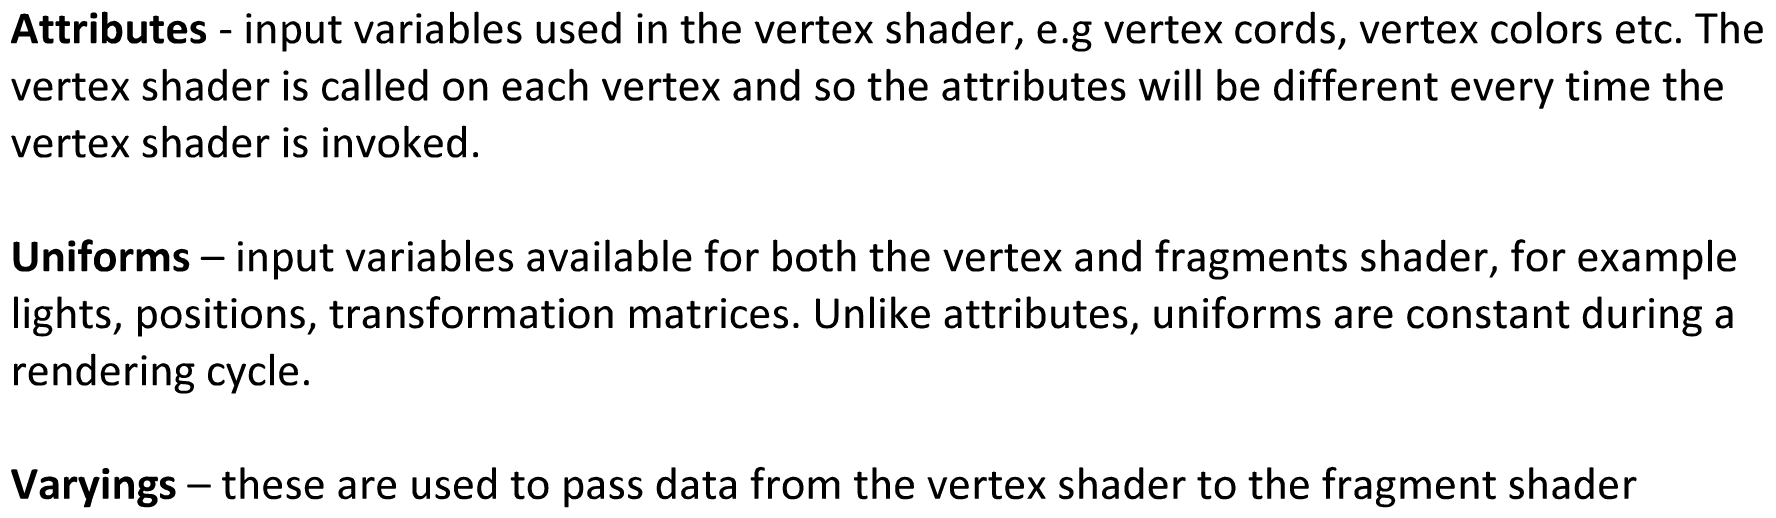 Attributes - input variables used in the vertex shader, e.g vertex cords, vertex colors etc. The
vertex shader is called on each vertex and so the attributes will be different every time the
vertex shader is invoked.
Uniforms – input variables available for both the vertex and fragments shader, for example
lights, positions, transformation matrices. Unlike attributes, uniforms are constant during a
rendering cycle.
Varyings – these are used to pass data from the vertex shader to the fragment shader